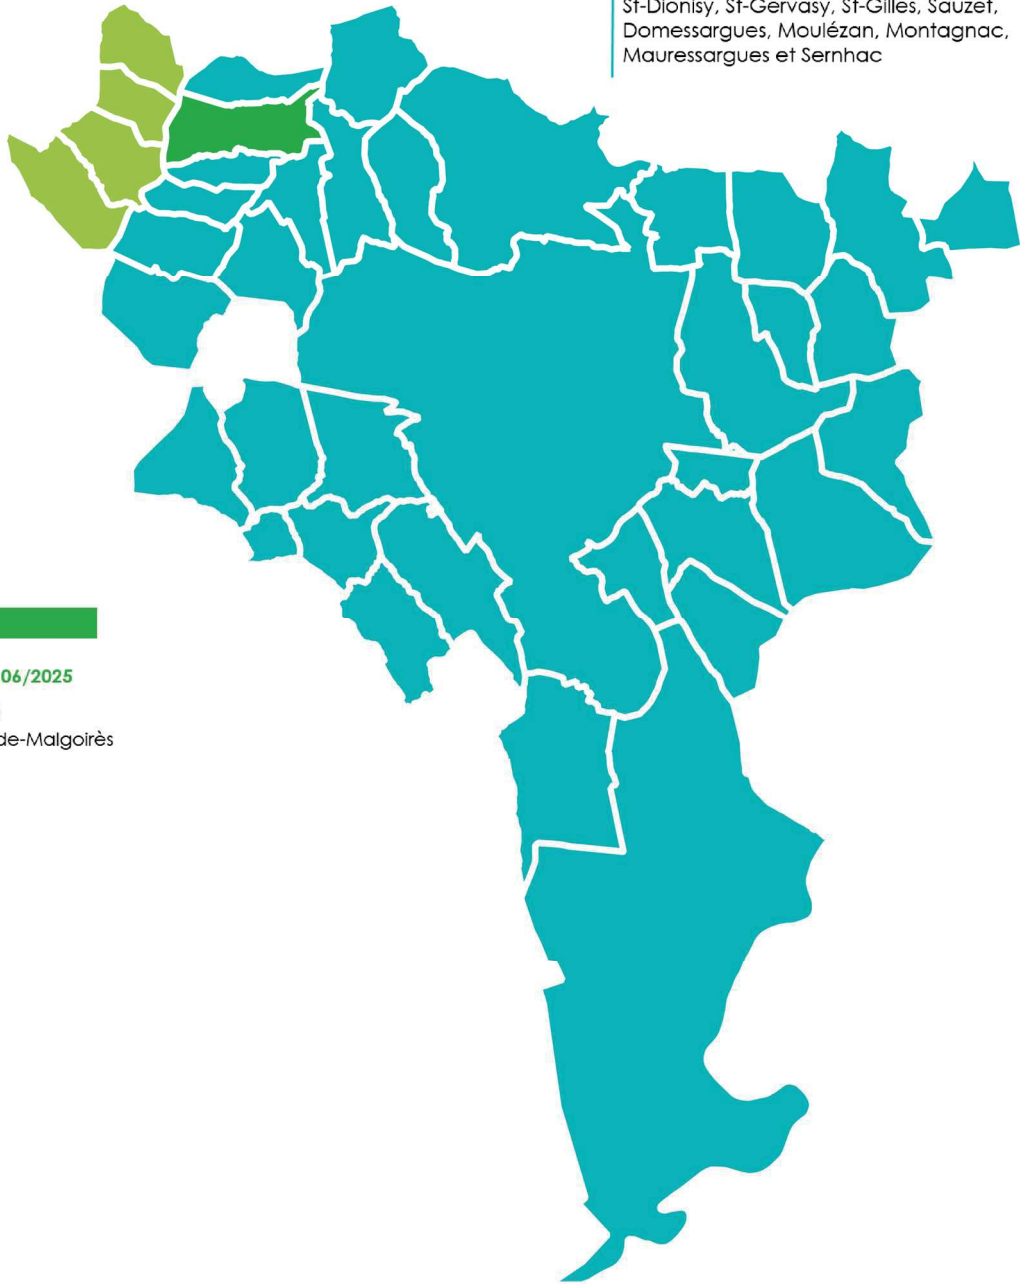 St-Dionisy, St-Gervasy, St-Gilles, Sauzet,
Domessargues, Moulézan, Montagnac,
Mauressargues et Sernhac
06/2025
de-Malgoirès